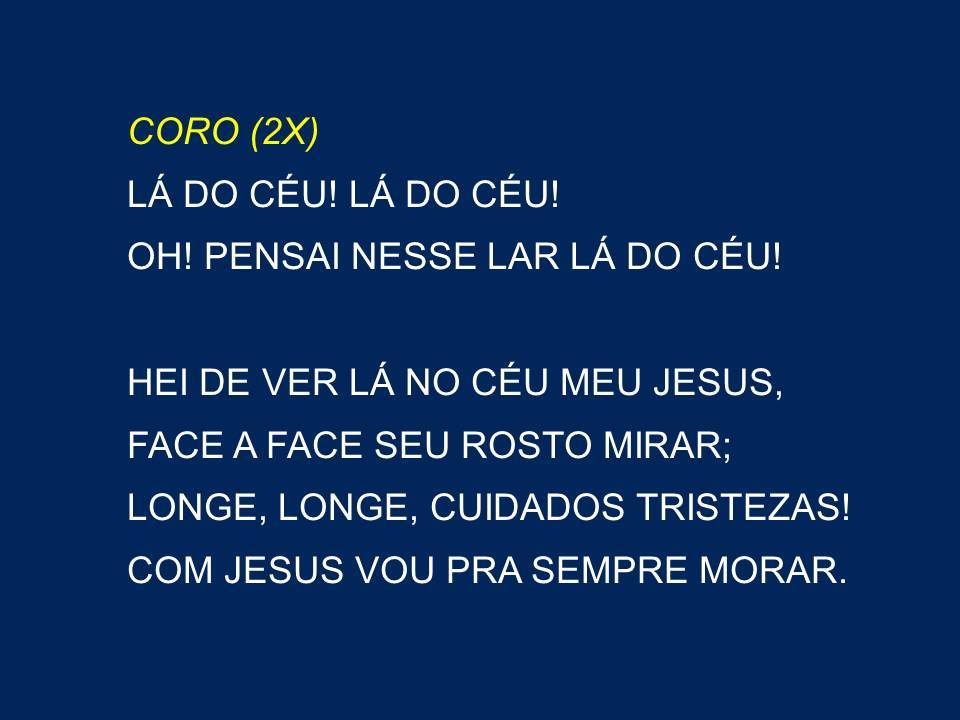 CORO (2X)
LÁ DO CÉU! LÁ DO CÉU!
OH! PENSAI NESSE LAR LÁ DO CÉU!
HEI DE VER LÁ NO CÉU MEU JESUS,
FACE A FACE SEU ROSTO MIRAR;
LONGE, LONGE, CUIDADOS TRISTEZAS!
COM JESUS VOU PRA SEMPRE MORAR.